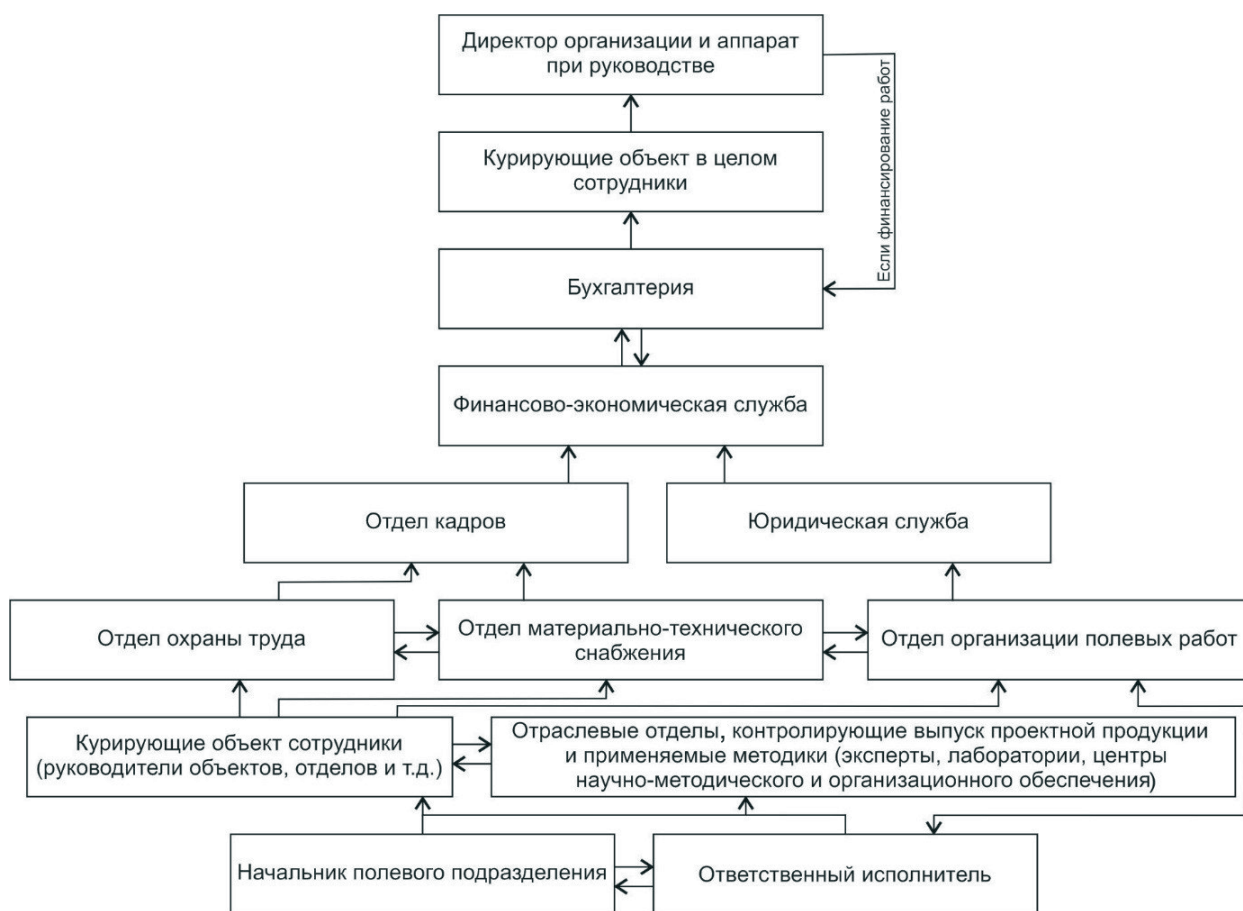 Директор организации и аппарат
при руководстве
Если финансирование работ
Курирующие объект в целом
сотрудники
Бухгалтерия
Финансово-экономическая служба
Отдел кадров
Юридическая служба
Отдел охраны труда
Отдел материально-технического
снабжения
Отдел организации полевых работ
Курирующие объект сотрудники
(руководители объектов, отделов и т.д.)
Отраслевые отделы, контролирующие выпуск проектной продукции
и применяемые методики (эксперты, лаборатории, центры
научно-методического и организационного обеспечения)
Начальник полевого подразделения
Ответственный исполнитель